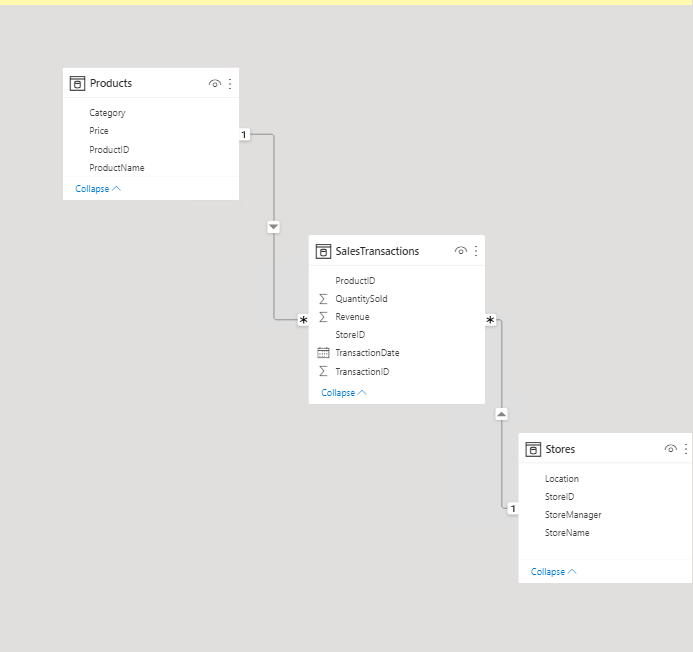 Products
Category
Price
ProductID
ProductName
Collapse
1
*
SalesTransactions
ProductID
QuantitySold
Revenue
StoreID
TransactionDate
TransactionID
Collapse
*
1
Stores
Location
StoreID
StoreManager
StoreName
Collapse